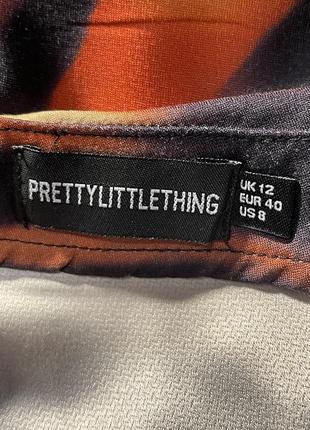 PRETTYLITTLETHING
UK 12
EUR 40
US 8